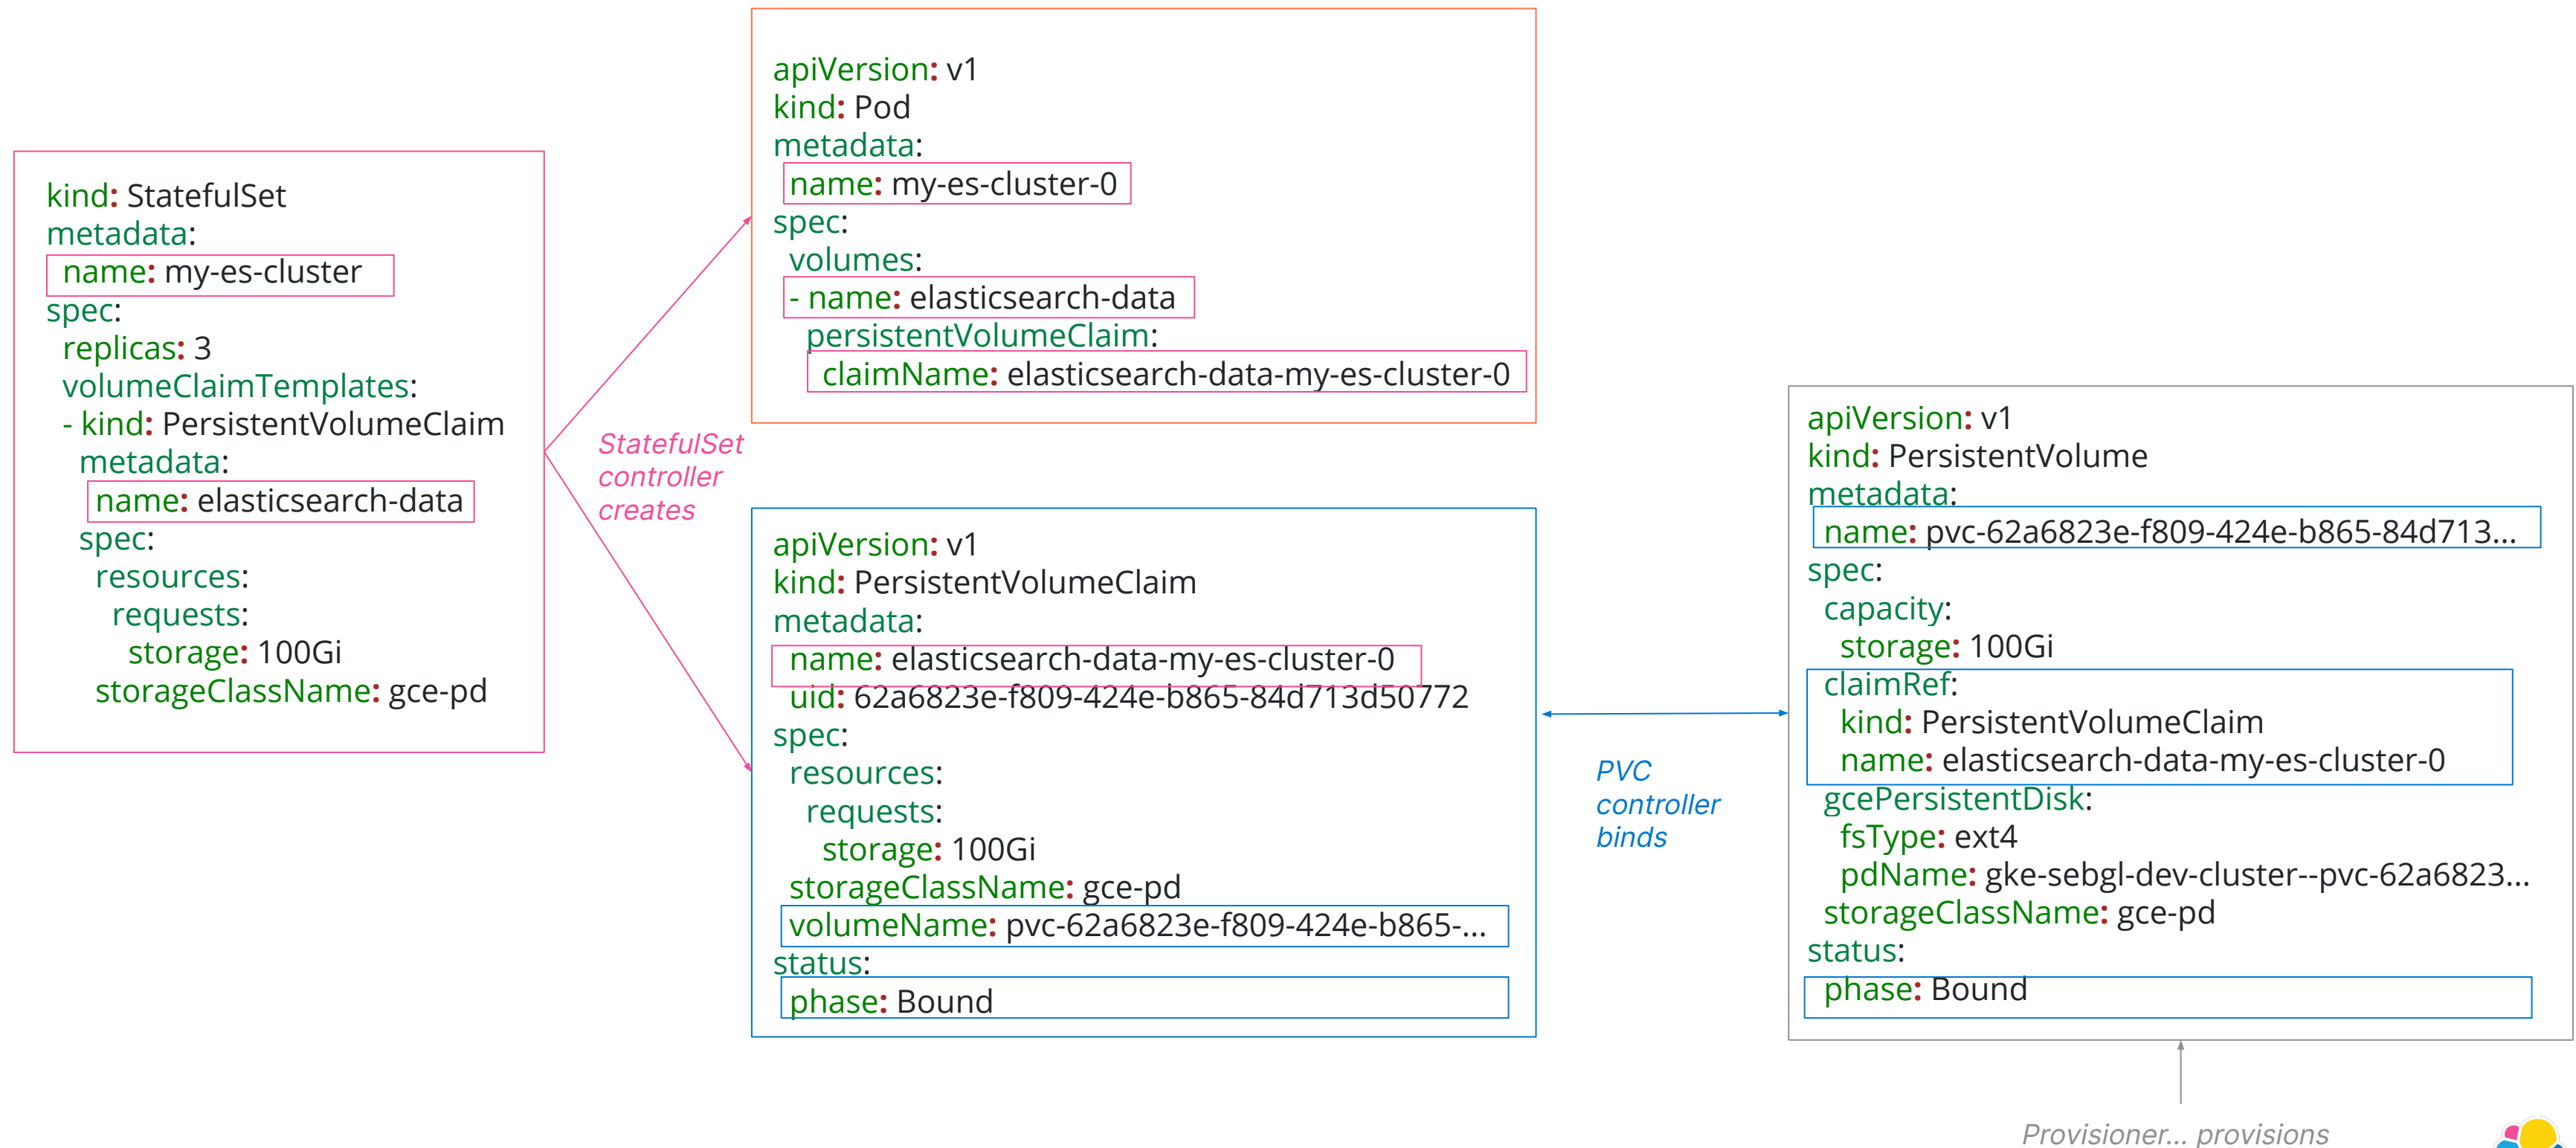 kind: StatefulSet
metadata:
  name: my-es-cluster
spec:
  replicas: 3
  volumeClaimTemplates:
  - kind: PersistentVolumeClaim
    metadata:
      name: elasticsearch-data
    spec:
      resources:
        requests:
          storage: 100Gi
      storageClassName: gce-pd
StatefulSet
controller
creates
apiVersion: v1
kind: Pod
metadata:
  name: my-es-cluster-0
spec:
  volumes:
  - name: elasticsearch-data
    persistentVolumeClaim:
      claimName: elasticsearch-data-my-es-cluster-0
apiVersion: v1
kind: PersistentVolumeClaim
metadata:
  name: elasticsearch-data-my-es-cluster-0
  uid: 62a6823e-f809-424e-b865-84d713d50772
spec:
  resources:
    requests:
      storage: 100Gi
  storageClassName: gce-pd
  volumeName: pvc-62a6823e-f809-424e-b865-...
status:
  phase: Bound
PVC
controller
binds
apiVersion: v1
kind: PersistentVolume
metadata:
  name: pvc-62a6823e-f809-424e-b865-84d713...
spec:
  capacity:
    storage: 100Gi
  claimRef:
    kind: PersistentVolumeClaim
    name: elasticsearch-data-my-es-cluster-0
  gcePersistentDisk:
    fsType: ext4
    pdName: gke-sebgl-dev-cluster--pvc-62a6823...
  storageClassName: gce-pd
status:
  phase: Bound
Provisioner... provisions